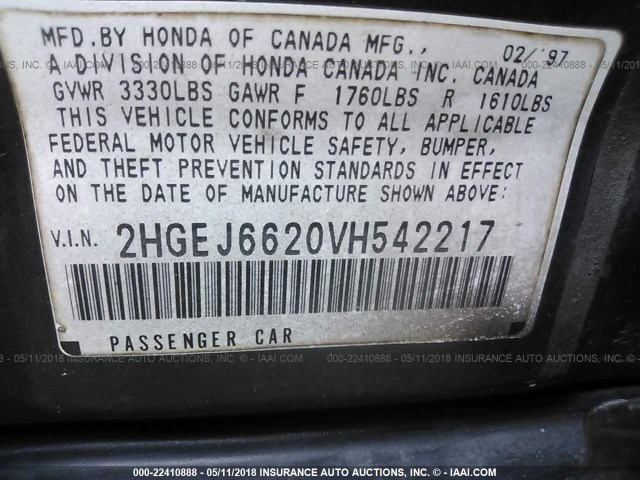 MFD.BY HONDA OF CANADA MFG., 02/'97
A DIVISION OF HONDA CANADA INC. CANADA
GVWR 3330LBS GAWR F 1760LBS R 1610LBS
THIS VEHICLE CONFORMS TO ALL APPLICABLE
FEDERAL MOTOR VEHICLE SAFETY, BUMPER,
AND THEFT PREVENTION STANDARDS IN EFFECT
ON THE DATE OF MANUFACTURE SHOWN ABOVE:
V.I.N. 2HGEJ6620VH542217
PASSENGER CAR
000-22410888 - 05/11/2018 INSURANCE AUTO AUCTIONS - © - IAAI.COM